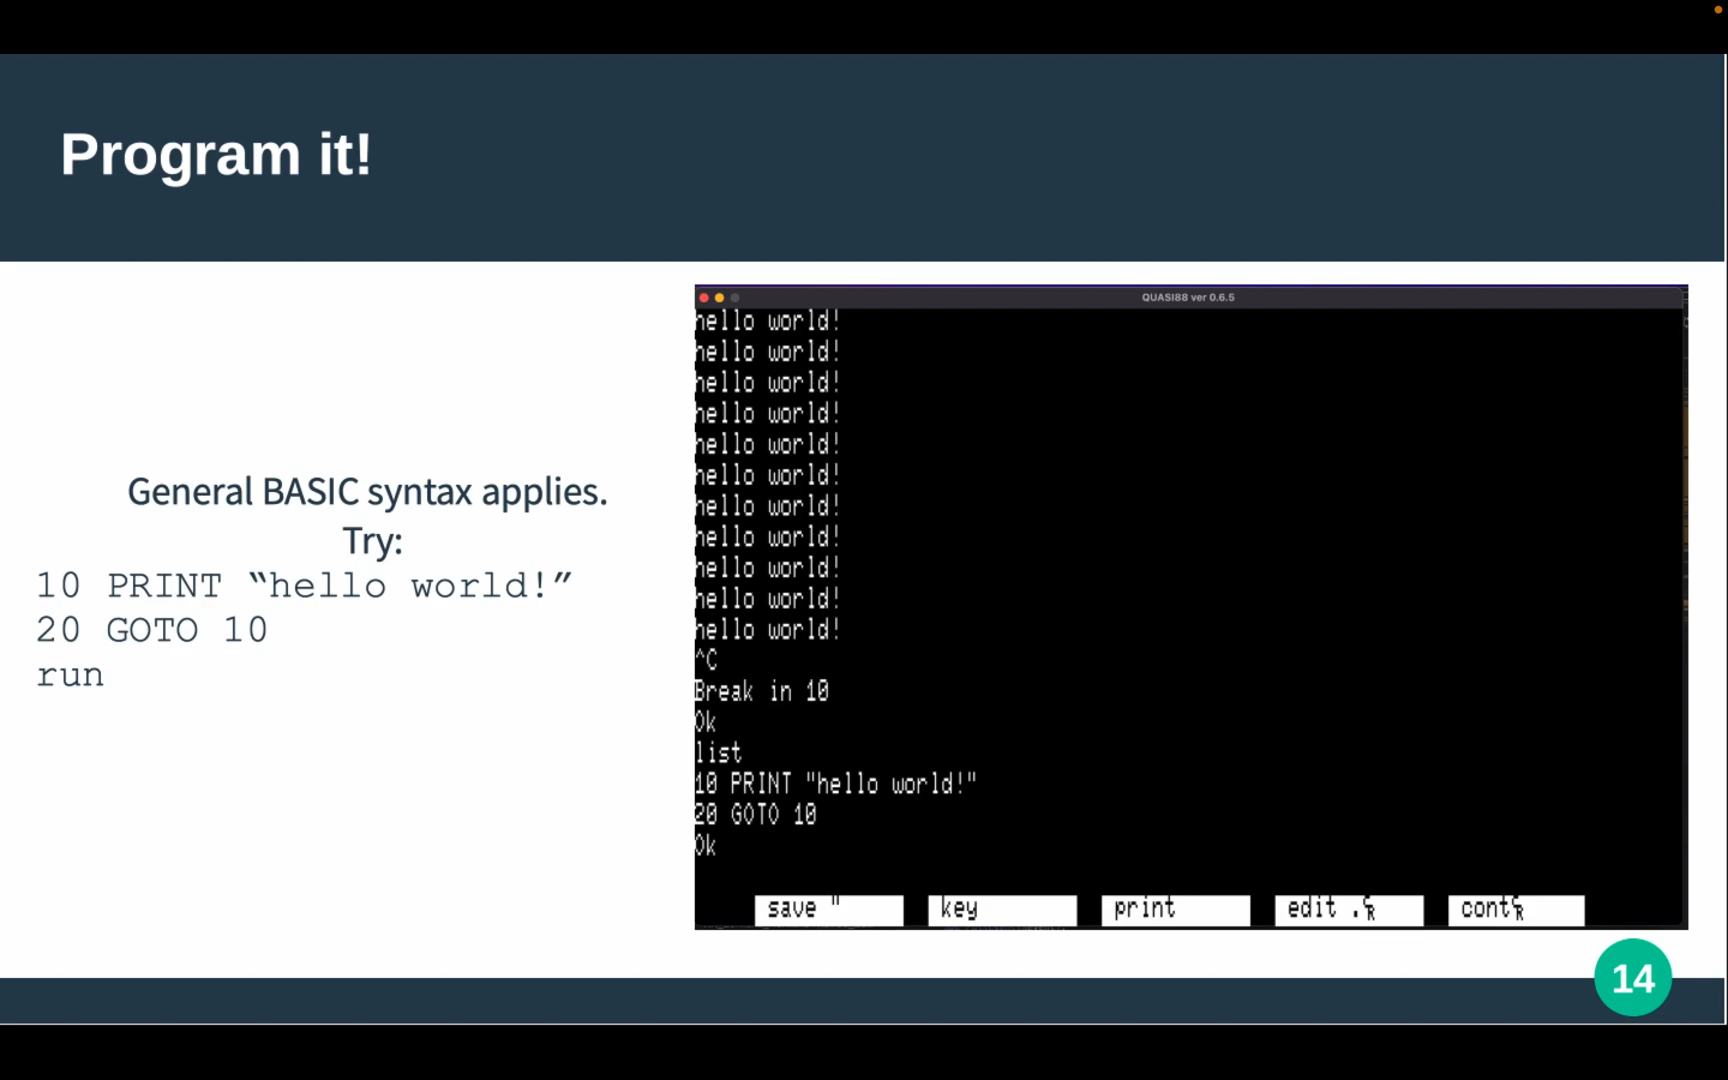 Program it!
General BASIC syntax applies.
Try:
10 PRINT “hello world!”
20 GOTO 10
run
QUASI88 ver 0.6.5
hello world!
hello world!
hello world!
hello world!
hello world!
hello world!
hello world!
hello world!
hello world!
hello world!
hello world!
^C
Break in 10
Ok
list
10 PRINT "hello world!"
20 GOTO 10
Ok
save " key print edit .␍ cont␍
14